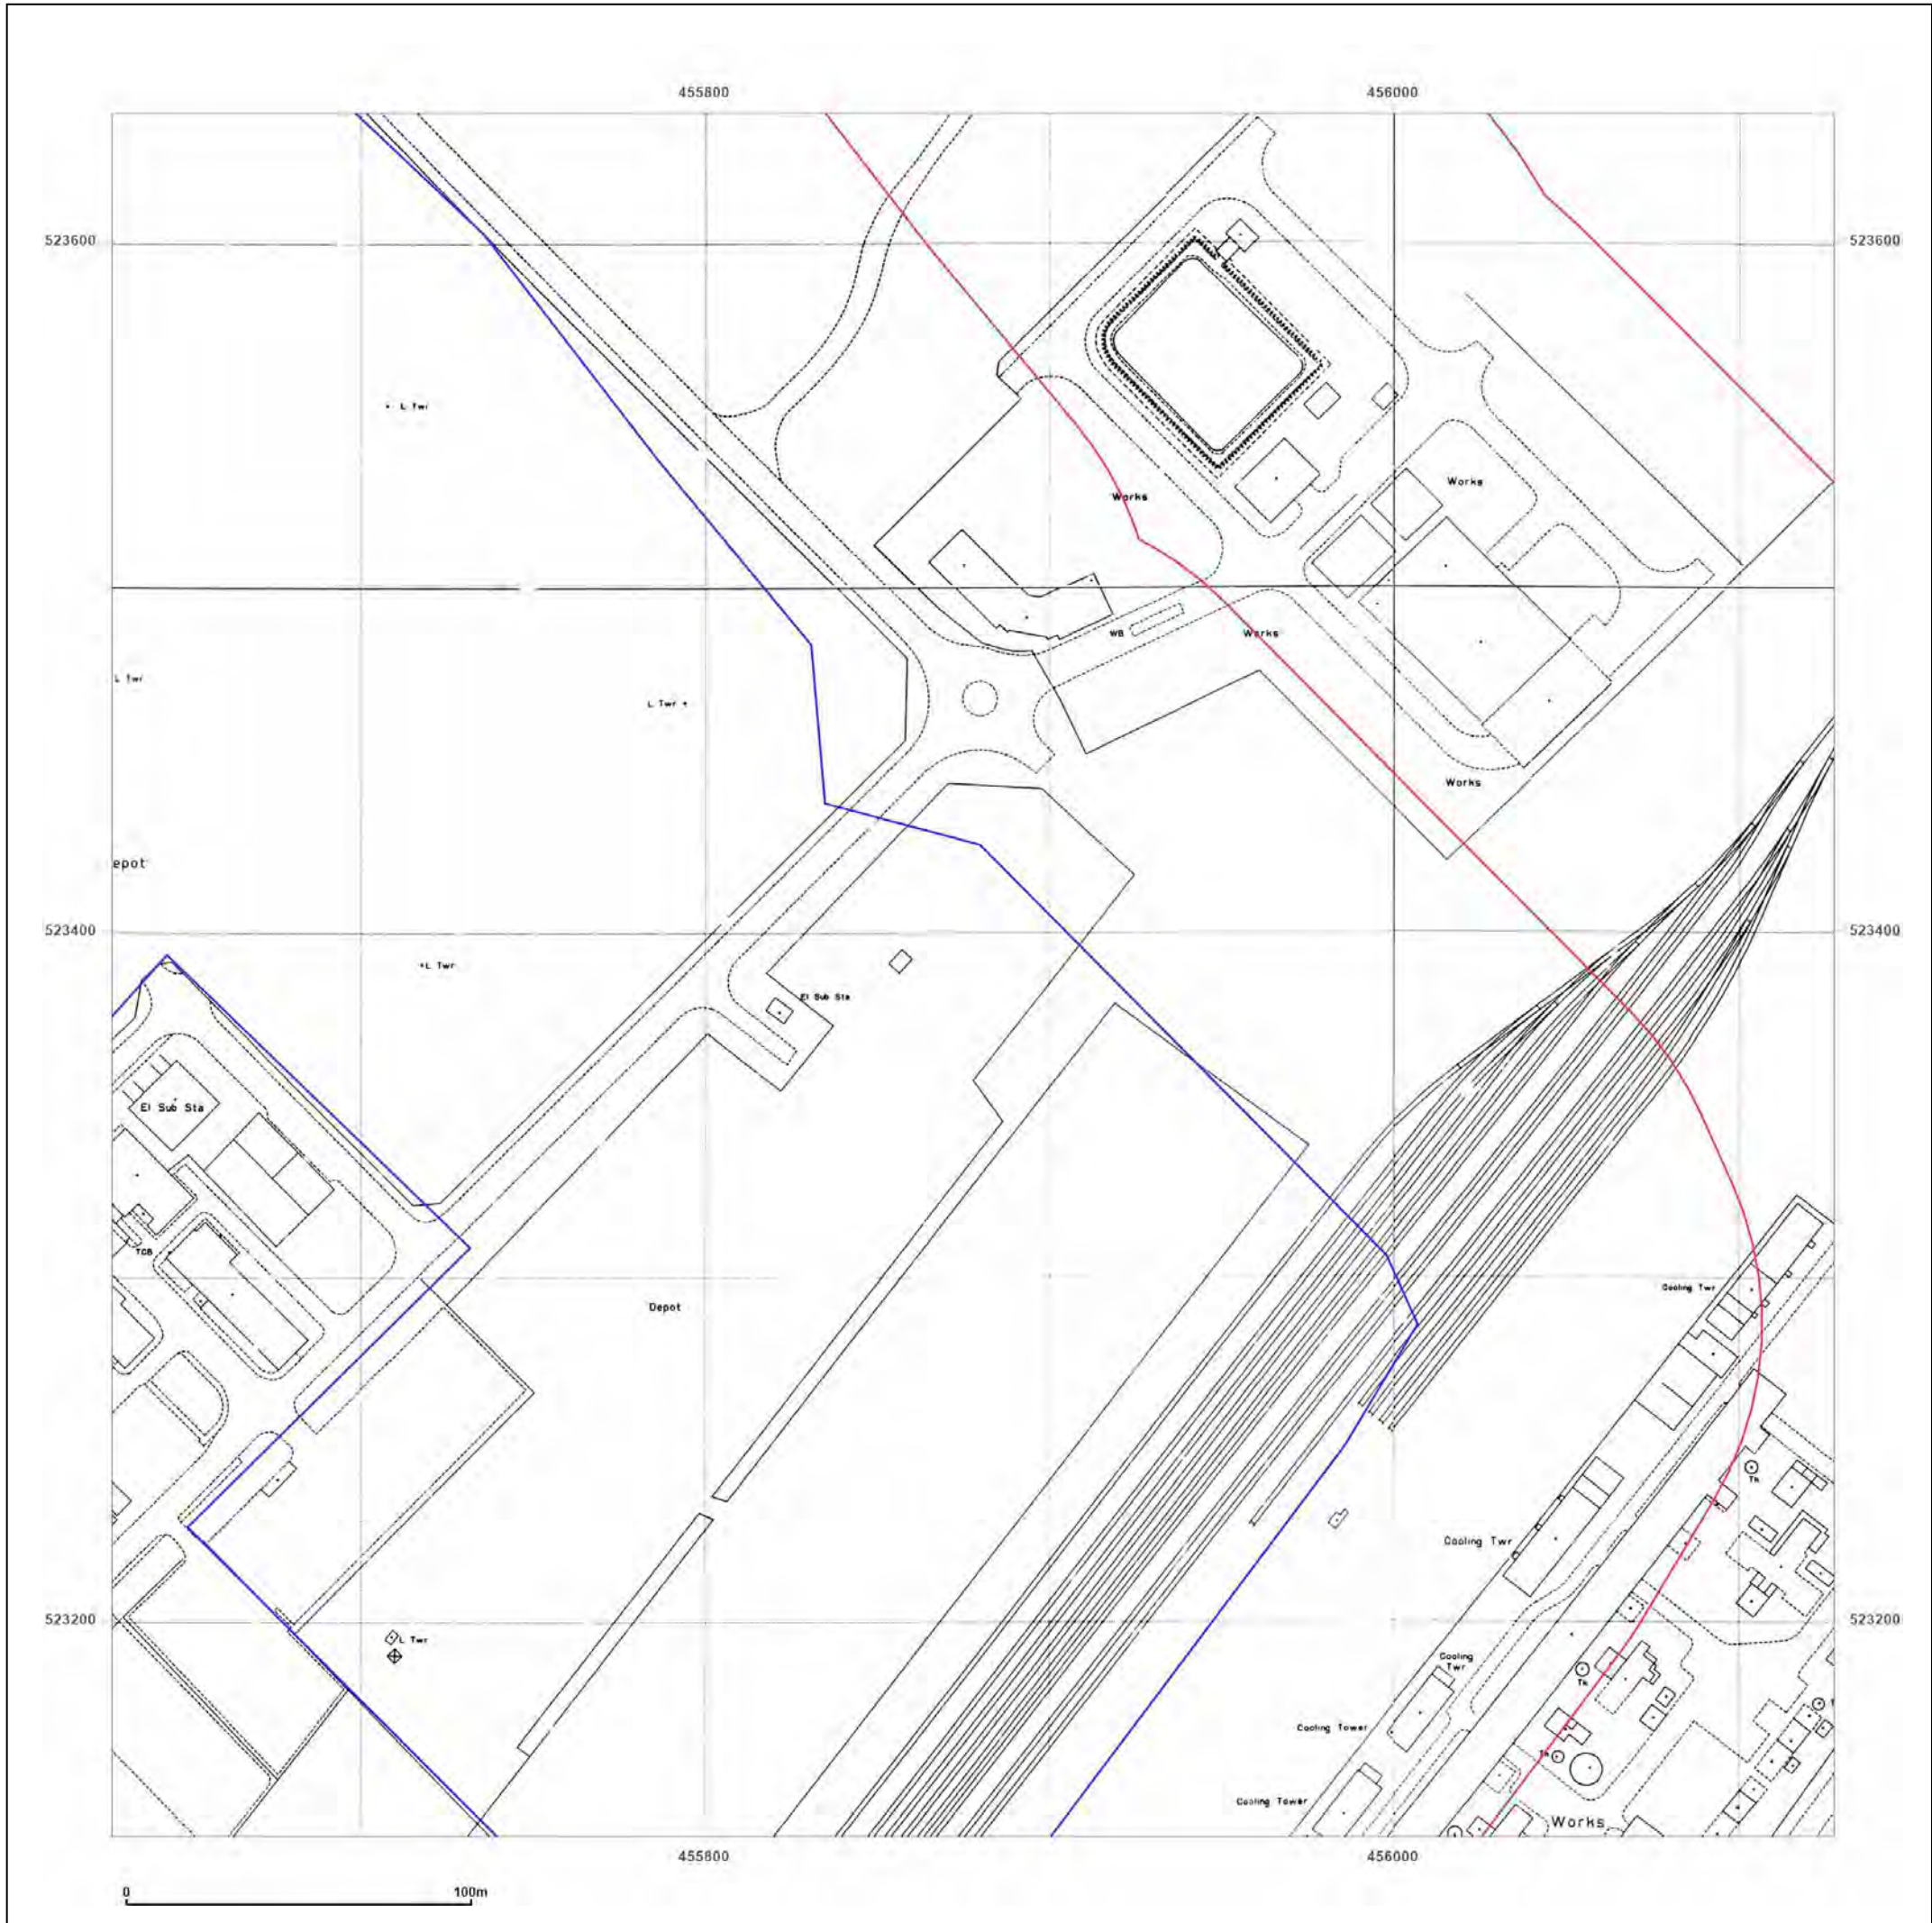 455800
456000
523600
523600
L Twr
Works
Works
WB
Works
L Twr
L Twr
Works
epot
523400
523400
L Twr
El Sub Sta
El Sub Sta
TCB
Cooling Twr
Depot
Tk
Cooling Twr
523200
523200
L Twr
Cooling
Twr
Tk
T
Cooling Tower
Tk
Cooling Tower
Works
455800
456000
0
100m